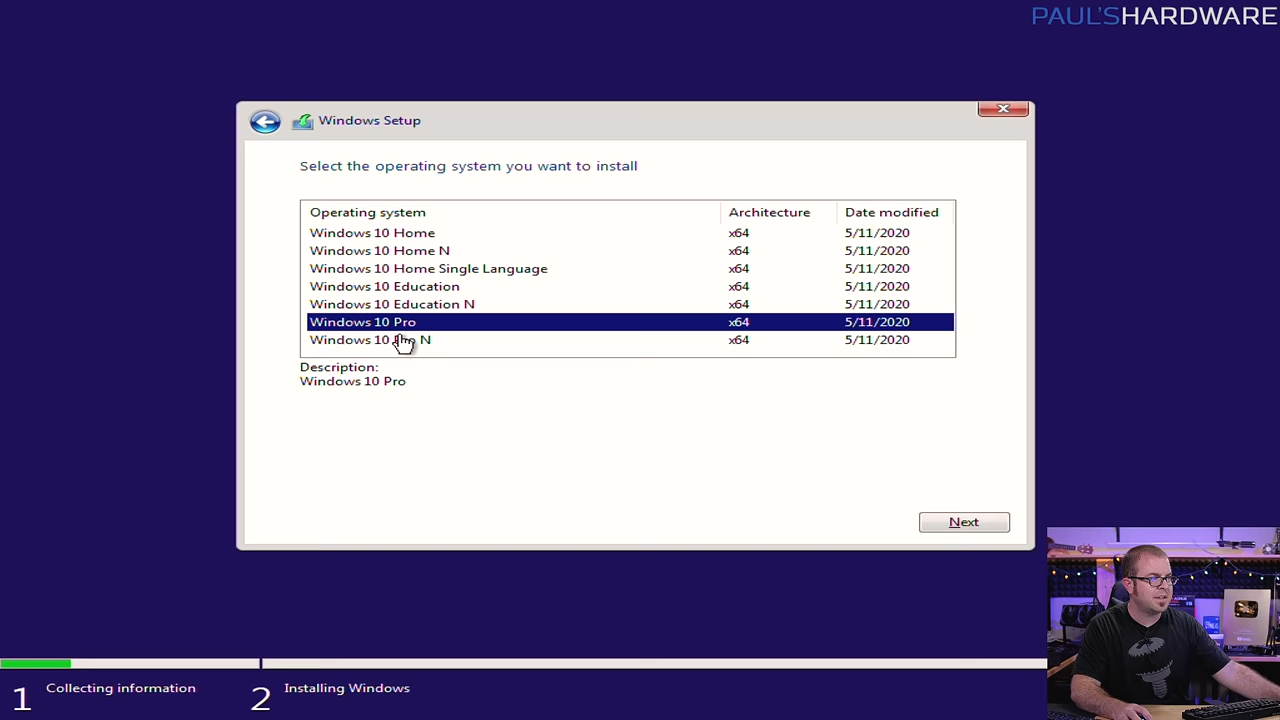 PAUL'SHARDWARE
Windows Setup
Select the operating system you want to install
Operating system Architecture Date modified
Windows 10 Home x64 5/11/2020
Windows 10 Home N x64 5/11/2020
Windows 10 Home Single Language x64 5/11/2020
Windows 10 Education x64 5/11/2020
Windows 10 Education N x64 5/11/2020
Windows 10 Pro x64 5/11/2020
Windows 10 Pro N x64 5/11/2020
Description:
Windows 10 Pro
Next
1 Collecting information
2 Installing Windows